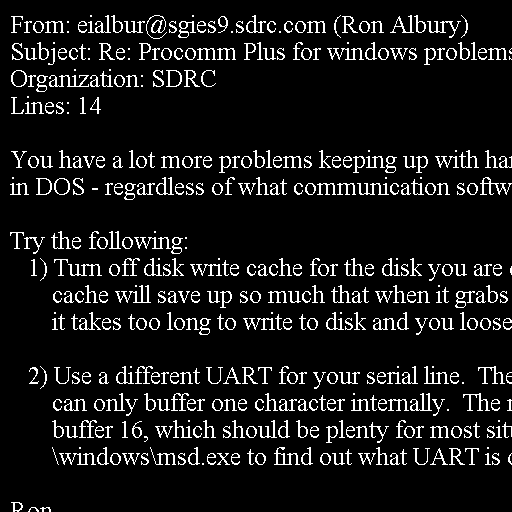 From: eialbur@sgies9.sdrc.com (Ron Albury)
Subject: Re: Procomm Plus for windows problems
Organization: SDRC
Lines: 14
You have a lot more problems keeping up with
in DOS - regardless of what communication
Try the following:
1) Turn off disk write cache for the disk you are
cache will save up so much that when it grabs
it takes too long to write to disk and you loose
2) Use a different UART for your serial line. The
can only buffer one character internally. The
buffer 16, which should be plenty for most
\windows\msd.exe to find out what UART is
Ron